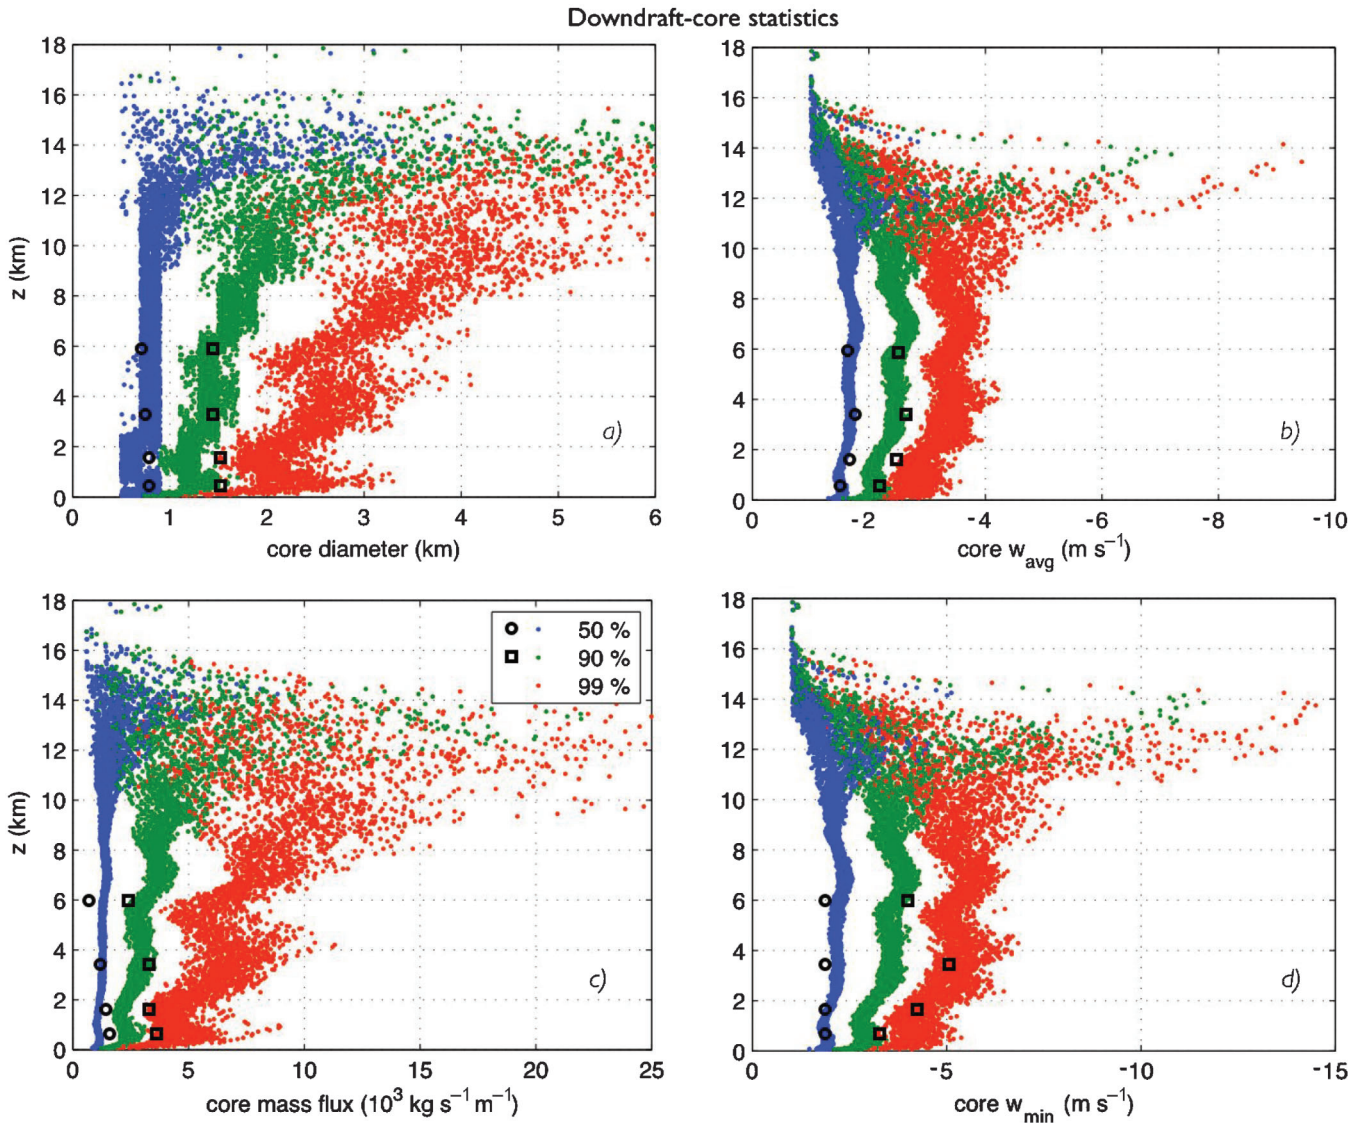 Downdraft-core statistics
18
16
14
12
10
8
6
4
2
0
z (km)
0 1 2 3 4 5 6
core diameter (km)
a)
18
16
14
12
10
8
6
4
2
0
0 -2 -4 -6 -8 -10
core w_avg (m s⁻¹)
b)
18
16
14
12
10
8
6
4
2
0
z (km)
0 5 10 15 20 25
core mass flux (10³ kg s⁻¹ m⁻¹)
50 %
90 %
99 %
c)
18
16
14
12
10
8
6
4
2
0
0 -5 -10 -15
core w_min (m s⁻¹)
d)